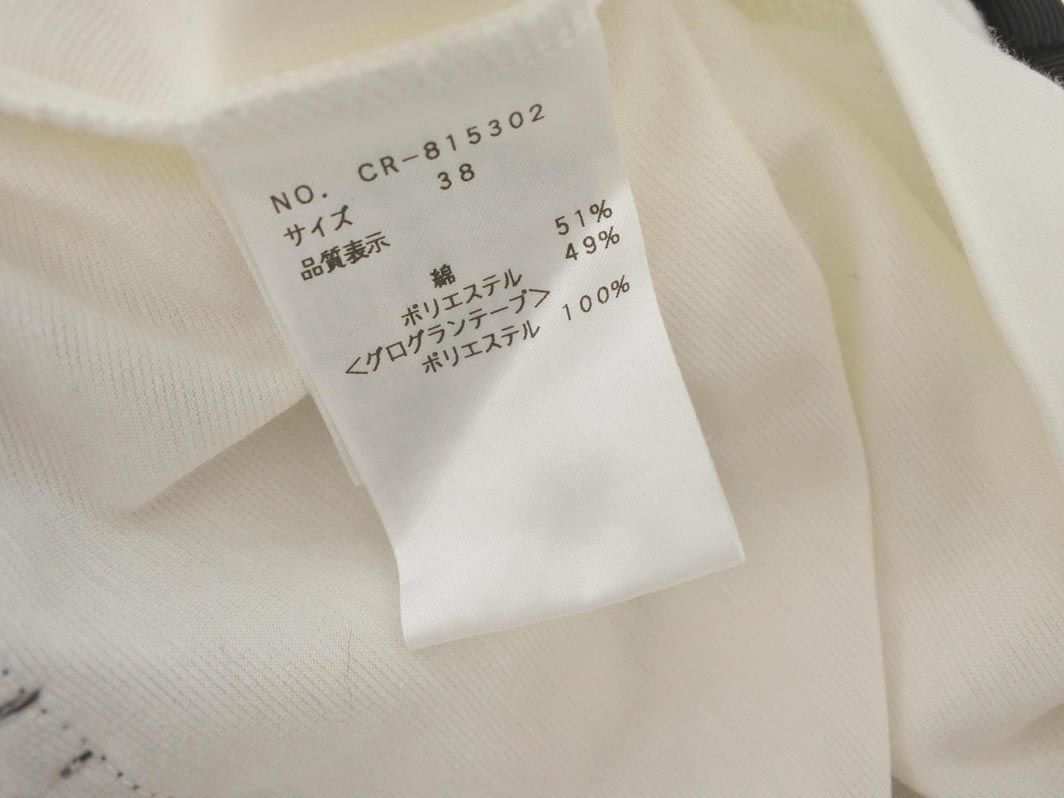 NO. CR-815302
サイズ 38
品質表示
綿 51%
ポリエステル 49%
<グログランテープ>
ポリエステル 100%